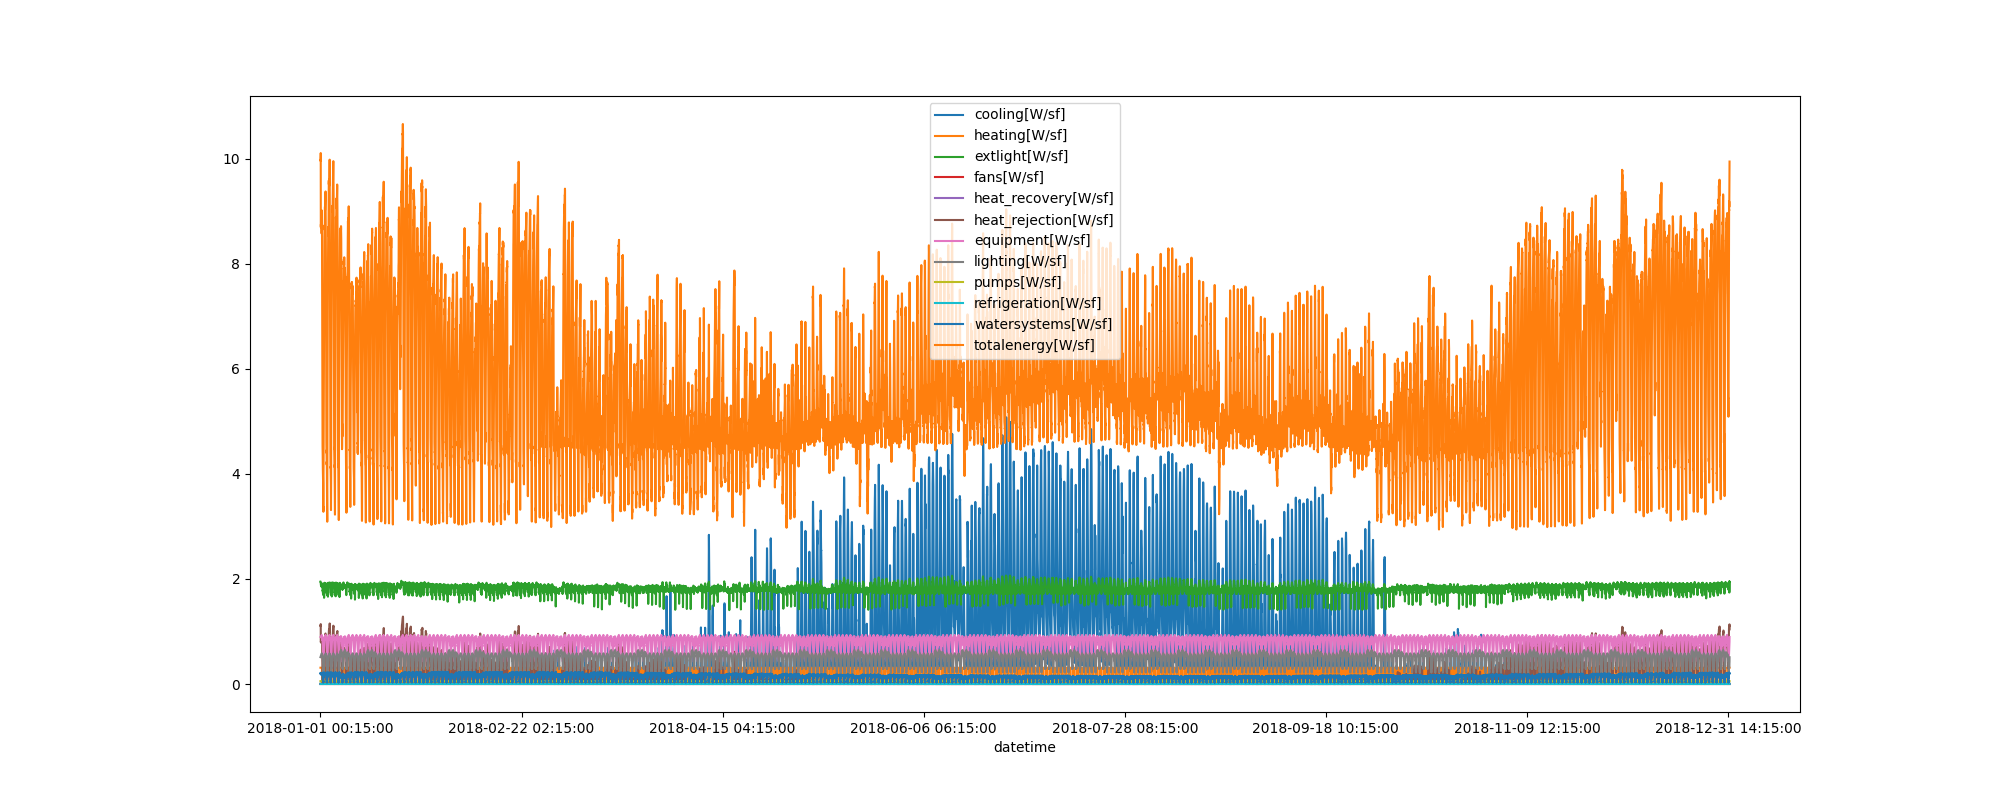 cooling[W/sf]
heating[W/sf]
extlight[W/sf]
fans[W/sf]
heat_recovery[W/sf]
heat_rejection[W/sf]
equipment[W/sf]
lighting[W/sf]
pumps[W/sf]
refrigeration[W/sf]
watersystems[W/sf]
totalenergy[W/sf]
10
8
6
4
2
0
2018-01-01 00:15:00 2018-02-22 02:15:00 2018-04-15 04:15:00 2018-06-06 06:15:00 2018-07-28 08:15:00 2018-09-18 10:15:00 2018-11-09 12:15:00 2018-12-31 14:15:00
datetime